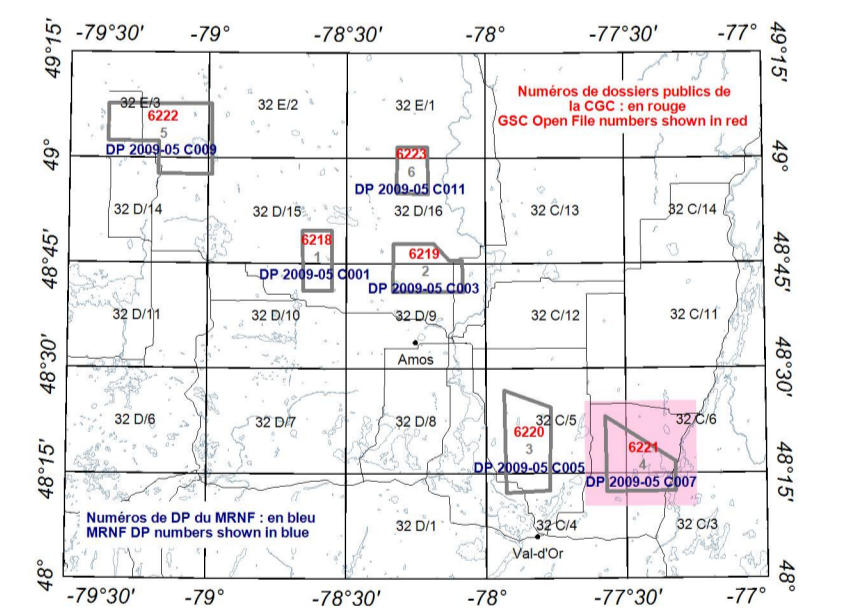 -79°30' -79° -78°30' -78° -77°30' -77°
49°15' 49°15'
32 E/3 32 E/2 32 E/1
Numéros de dossiers publics de
la CGC : en rouge
GSC Open File numbers shown in red
6222
5
DP 2009-05 C009
49° 49°
6223
6
DP 2009-05 C011
32 D/14 32 D/15 32 D/16 32 C/13 32 C/14
6218
1
DP 2009-05 C001
6219
2
DP 2009-05 C003
48°45' 48°45'
32 D/11 32 D/10 32 D/9 32 C/12 32 C/11
Amos
48°30' 48°30'
32 D/6 32 D/7 32 D/8 32 C/5 32 C/6
6220
3
DP 2009-05 C005
6221
4
DP 2009-05 C007
48°15' 48°15'
Numéros de DP du MRNF : en bleu
MRNF DP numbers shown in blue
32 D/1 32 C/4 32 C/3
Val-d'Or
48° 48°
-79°30' -79° -78°30' -78° -77°30' -77°